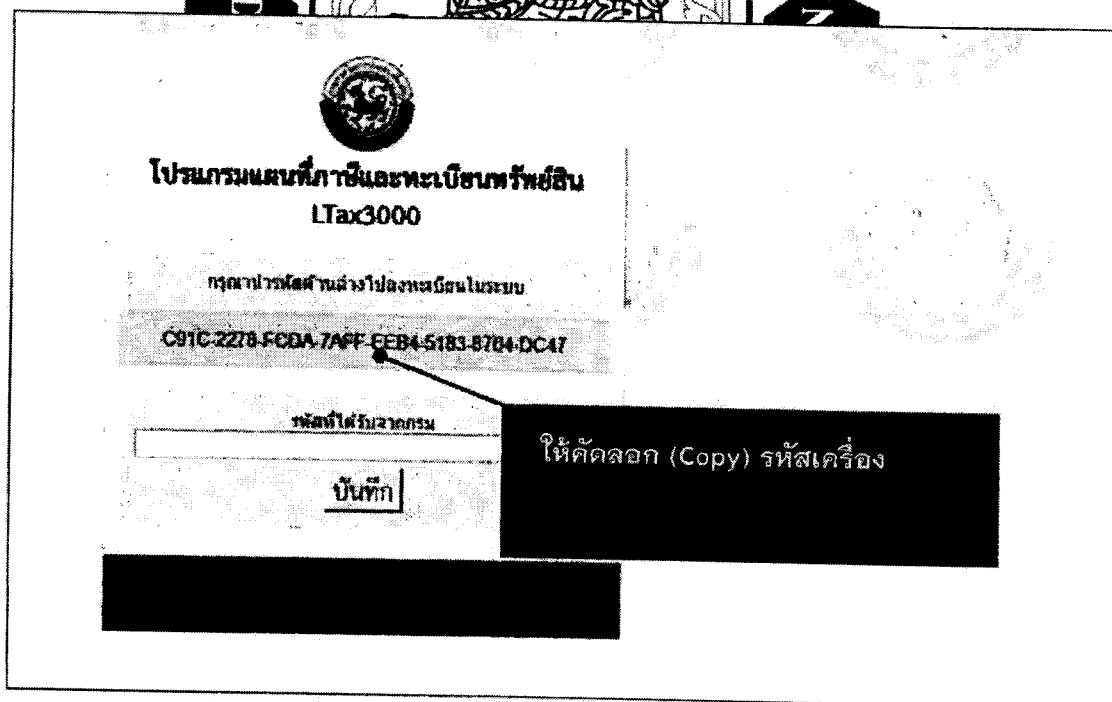 โปรแกรมแผนที่ภาษีและทะเบียนทรัพย์สิน
LTax3000
กรุณานำรหัสด้านล่างไปลงทะเบียนในระบบ
C91C-2278-FCDA-7AFF-EEB4-5183-8784-DC47
รหัสที่ได้รับจากกรม
บันทึก
ให้คัดลอก (Copy) รหัสเครื่อง